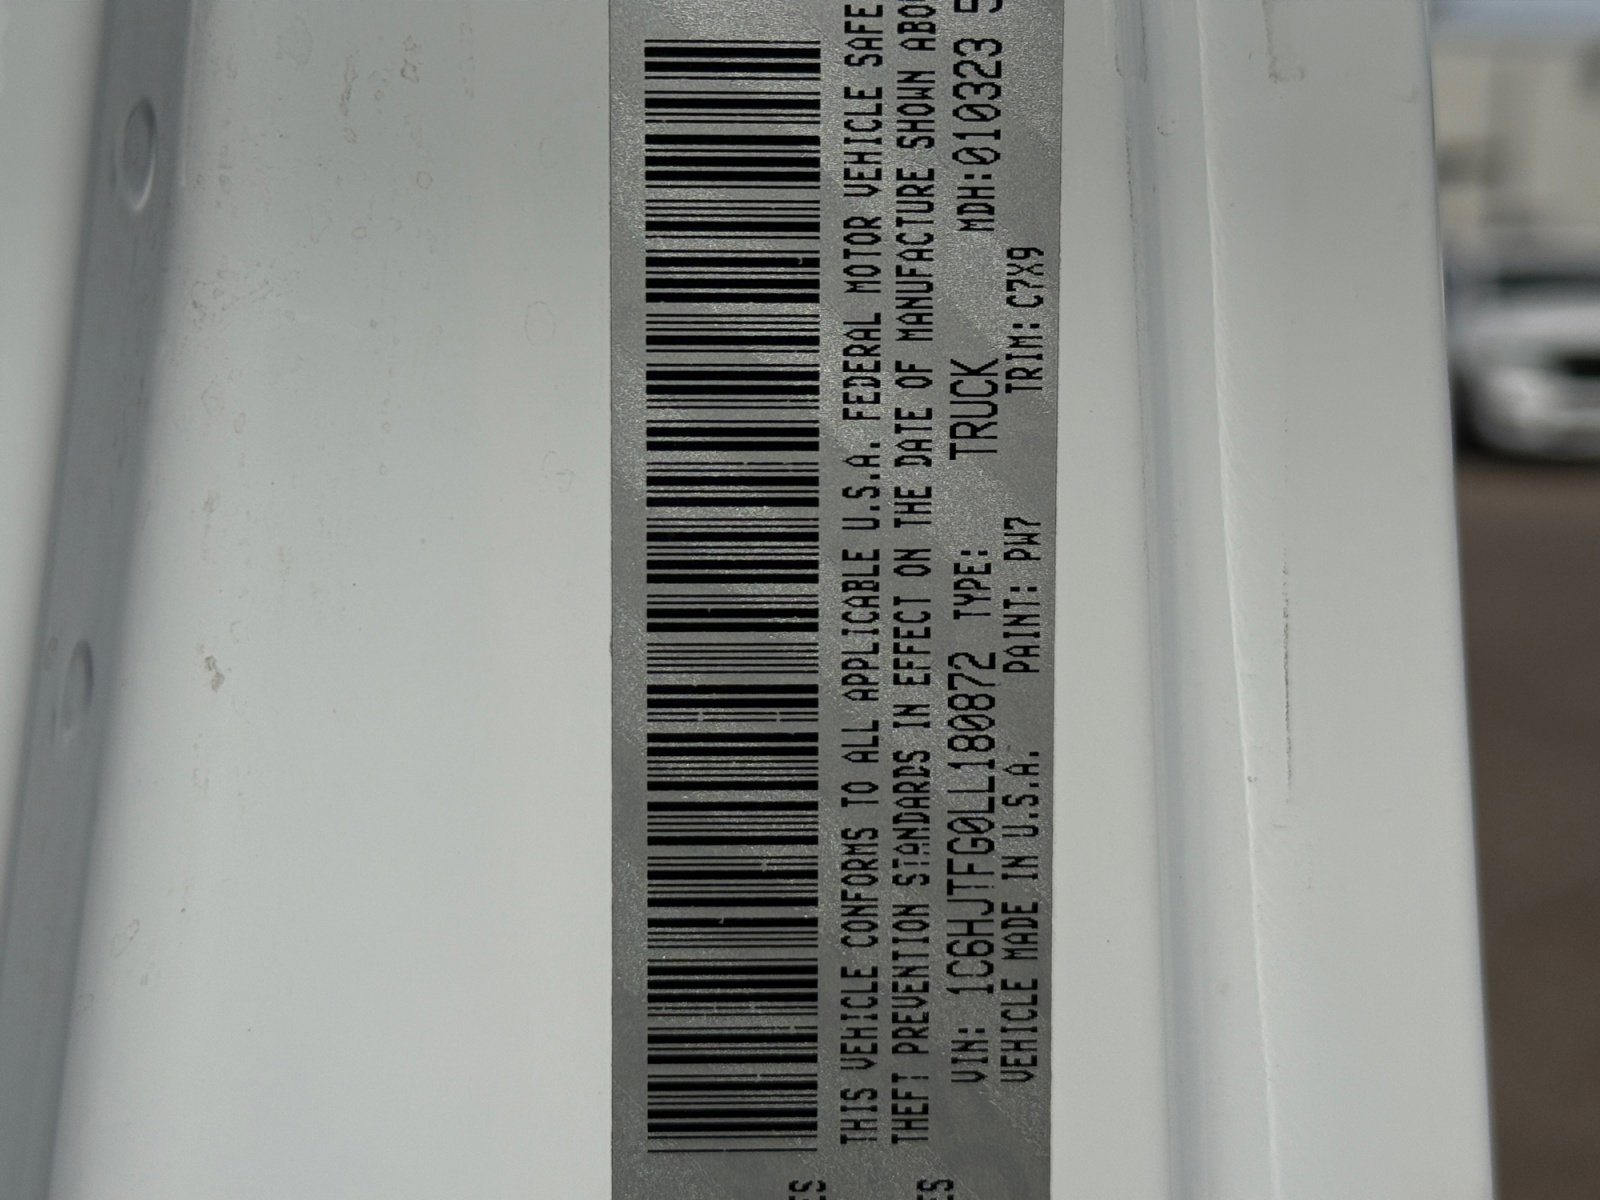 THIS VEHICLE CONFORMS TO ALL APPLICABLE U.S.A. FEDERAL MOTOR VEHICLE SAFE
THEFT PREVENTION STANDARDS IN EFFECT ON THE DATE OF MANUFACTURE SHOWN ABO
VIN: 1C6HJTFG0LL180872 TYPE: TRUCK MDH:010323 5
VEHICLE MADE IN U.S.A. PAINT: PW7 TRIM: C7X9